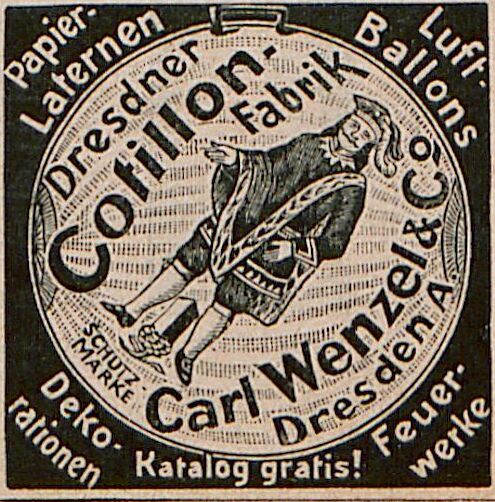 Papier-
Laternen
Luft-
Ballons
Dresdner
Cotillon-
Fabrik
SCHUTZ-
MARKE
Carl Wenzel & Co.
Dresden A.
Deko-
rationen
Feuer-
werke
Katalog gratis!